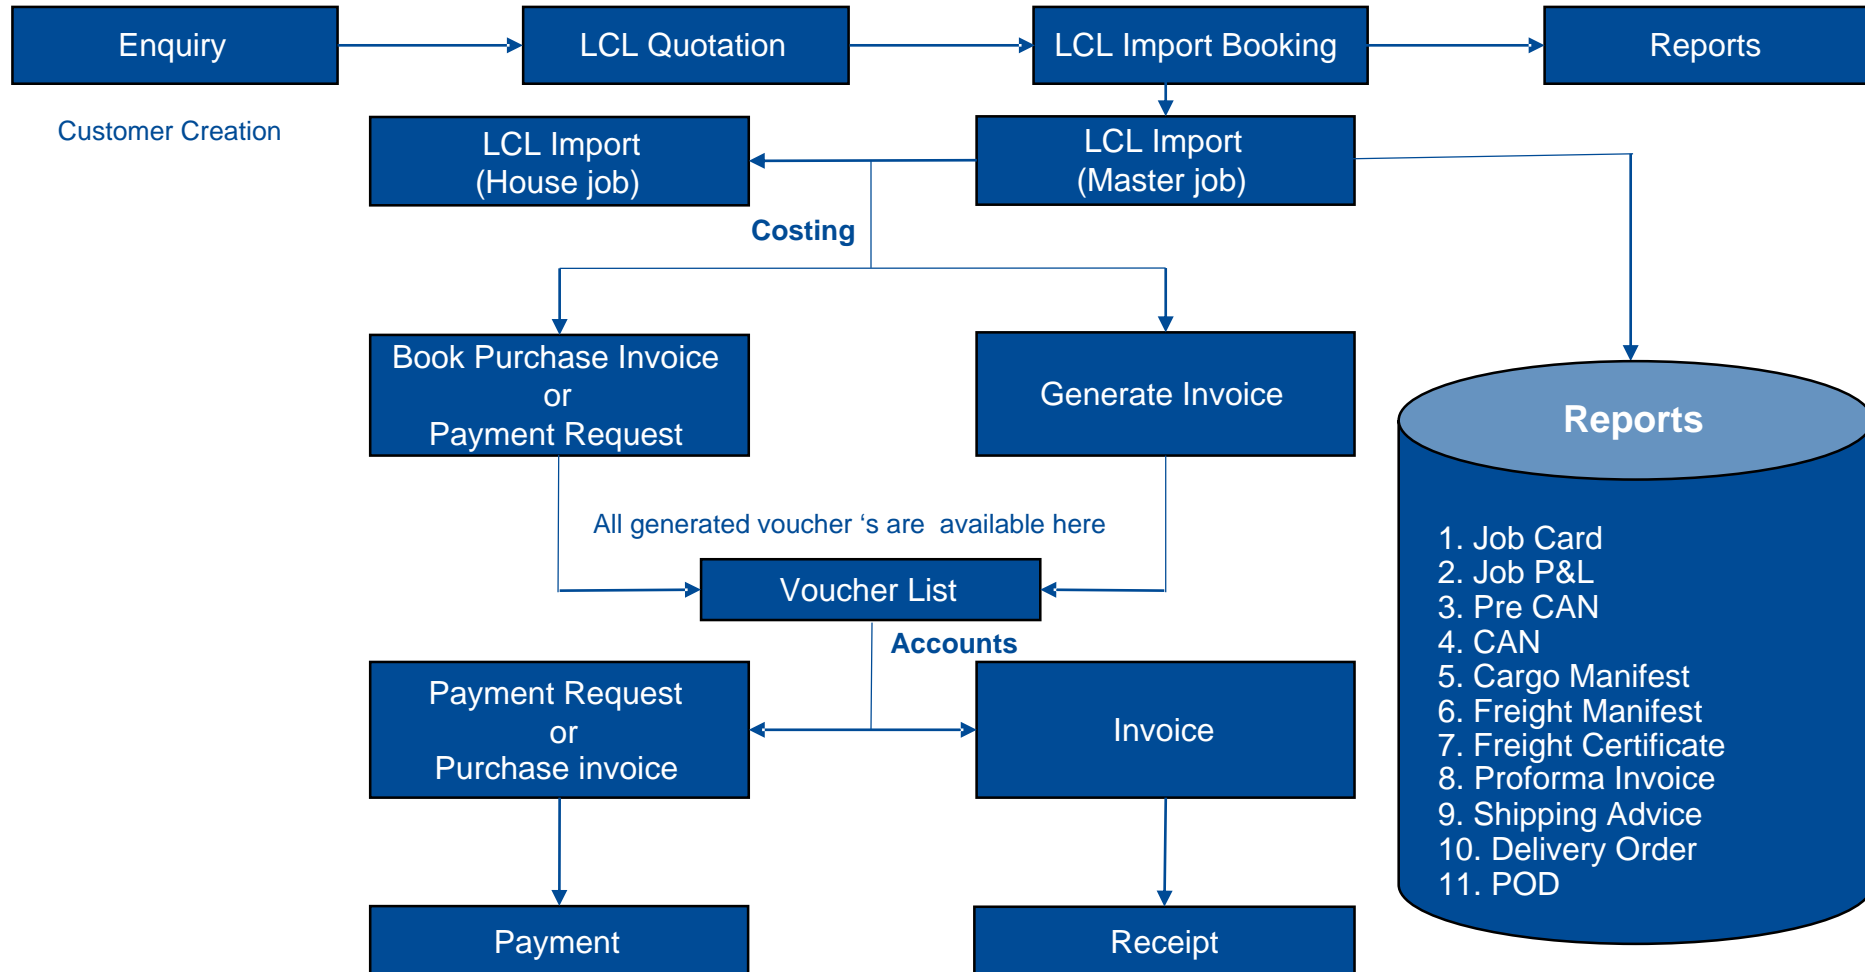 Enquiry
LCL Quotation
LCL Import Booking
Reports
Customer Creation
LCL Import
(House job)
LCL Import
(Master job)
Costing
Book Purchase Invoice
or
Payment Request
Generate Invoice
Reports
All generated voucher ‘s are  available here
Voucher List
1. Job Card
2. Job P&L
3. Pre CAN
4. CAN
5. Cargo Manifest
6. Freight Manifest
7. Freight Certificate
8. Proforma Invoice
9. Shipping Advice
10. Delivery Order
11. POD
Accounts
Payment Request
or
Purchase invoice
Invoice
Payment
Receipt